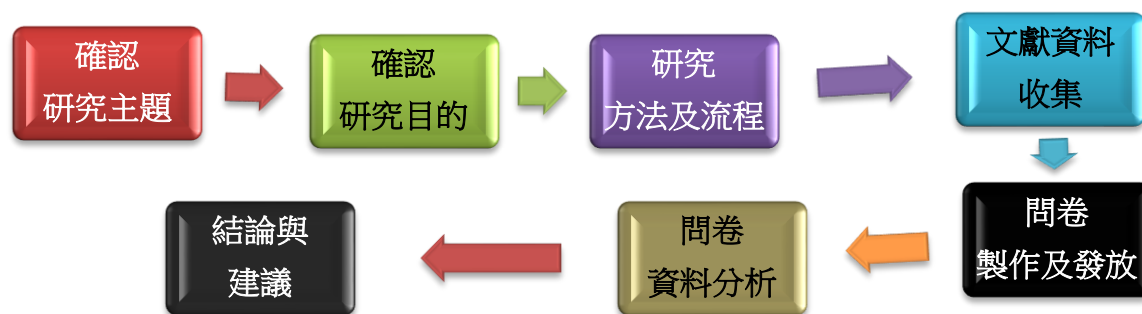 確認
研究主題
確認
研究目的
研究
方法及流程
文獻資料
收集
問卷
製作及發放
問卷
資料分析
結論與
建議